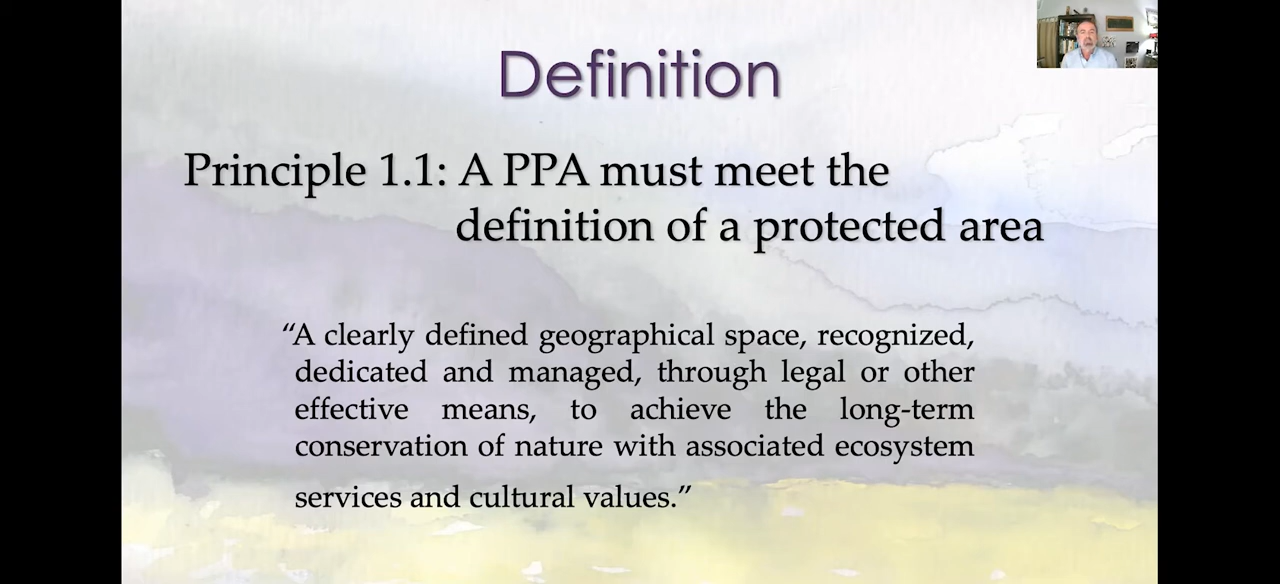 Definition
Principle 1.1: A PPA must meet the
definition of a protected area
“A clearly defined geographical space, recognized,
dedicated and managed, through legal or other
effective means, to achieve the long-term
conservation of nature with associated ecosystem
services and cultural values.”